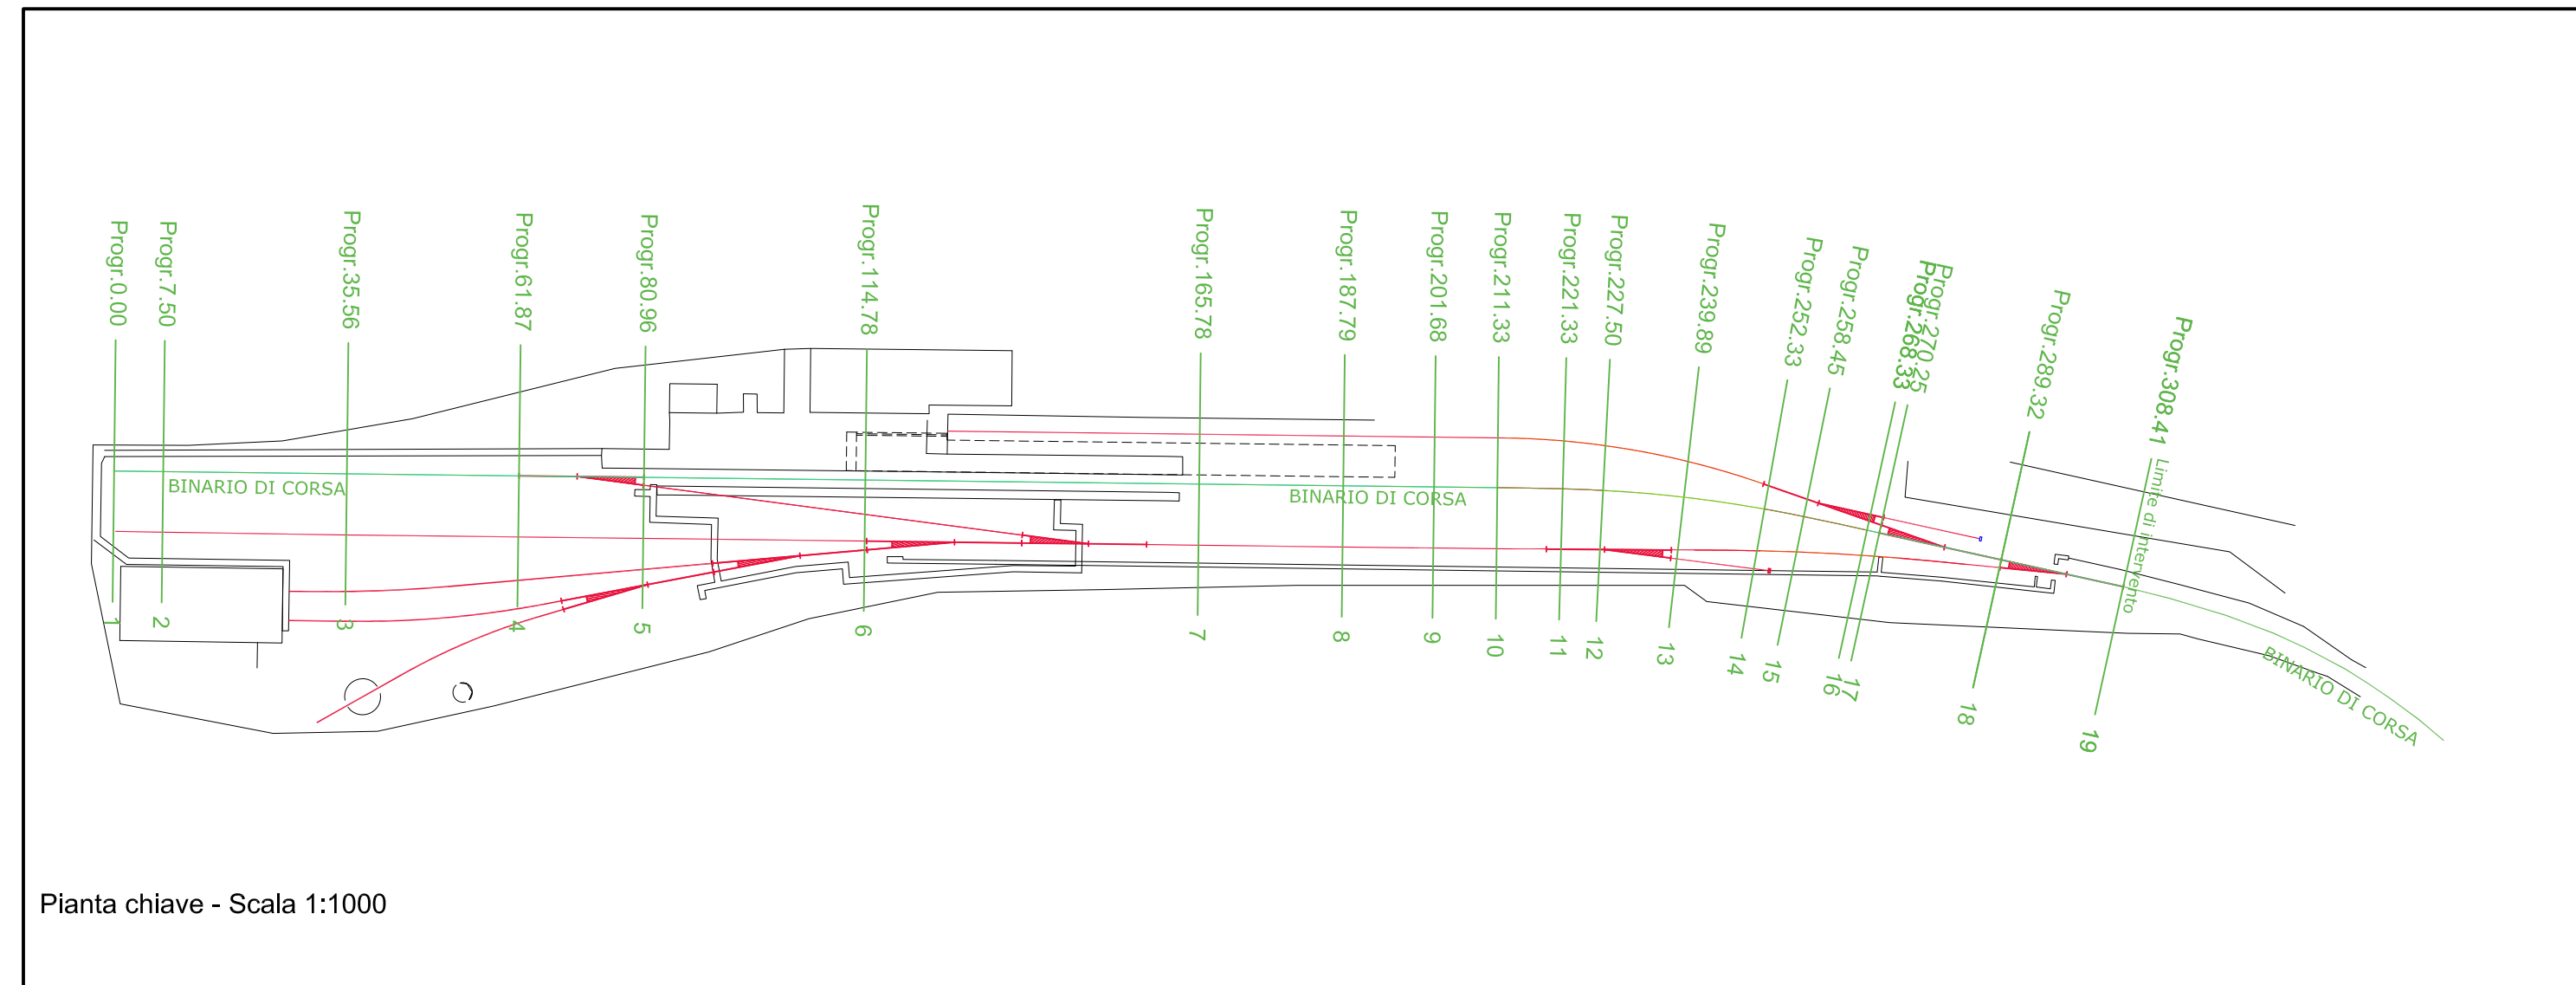 Progr.0.00
Progr.7.50
Progr.35.56
Progr.61.87
Progr.80.96
Progr.114.78
Progr.165.78
Progr.187.79
Progr.201.68
Progr.211.33
Progr.221.33
Progr.227.50
Progr.239.89
Progr.252.33
Progr.258.45
Progr.268.33
Progr.270.25
Progr.289.32
Progr.308.41
Limite di intervento
BINARIO DI CORSA
BINARIO DI CORSA
BINARIO DI CORSA
1
2
3
4
5
6
7
8
9
10
11
12
13
14
15
16
17
18
19
Pianta chiave - Scala 1:1000